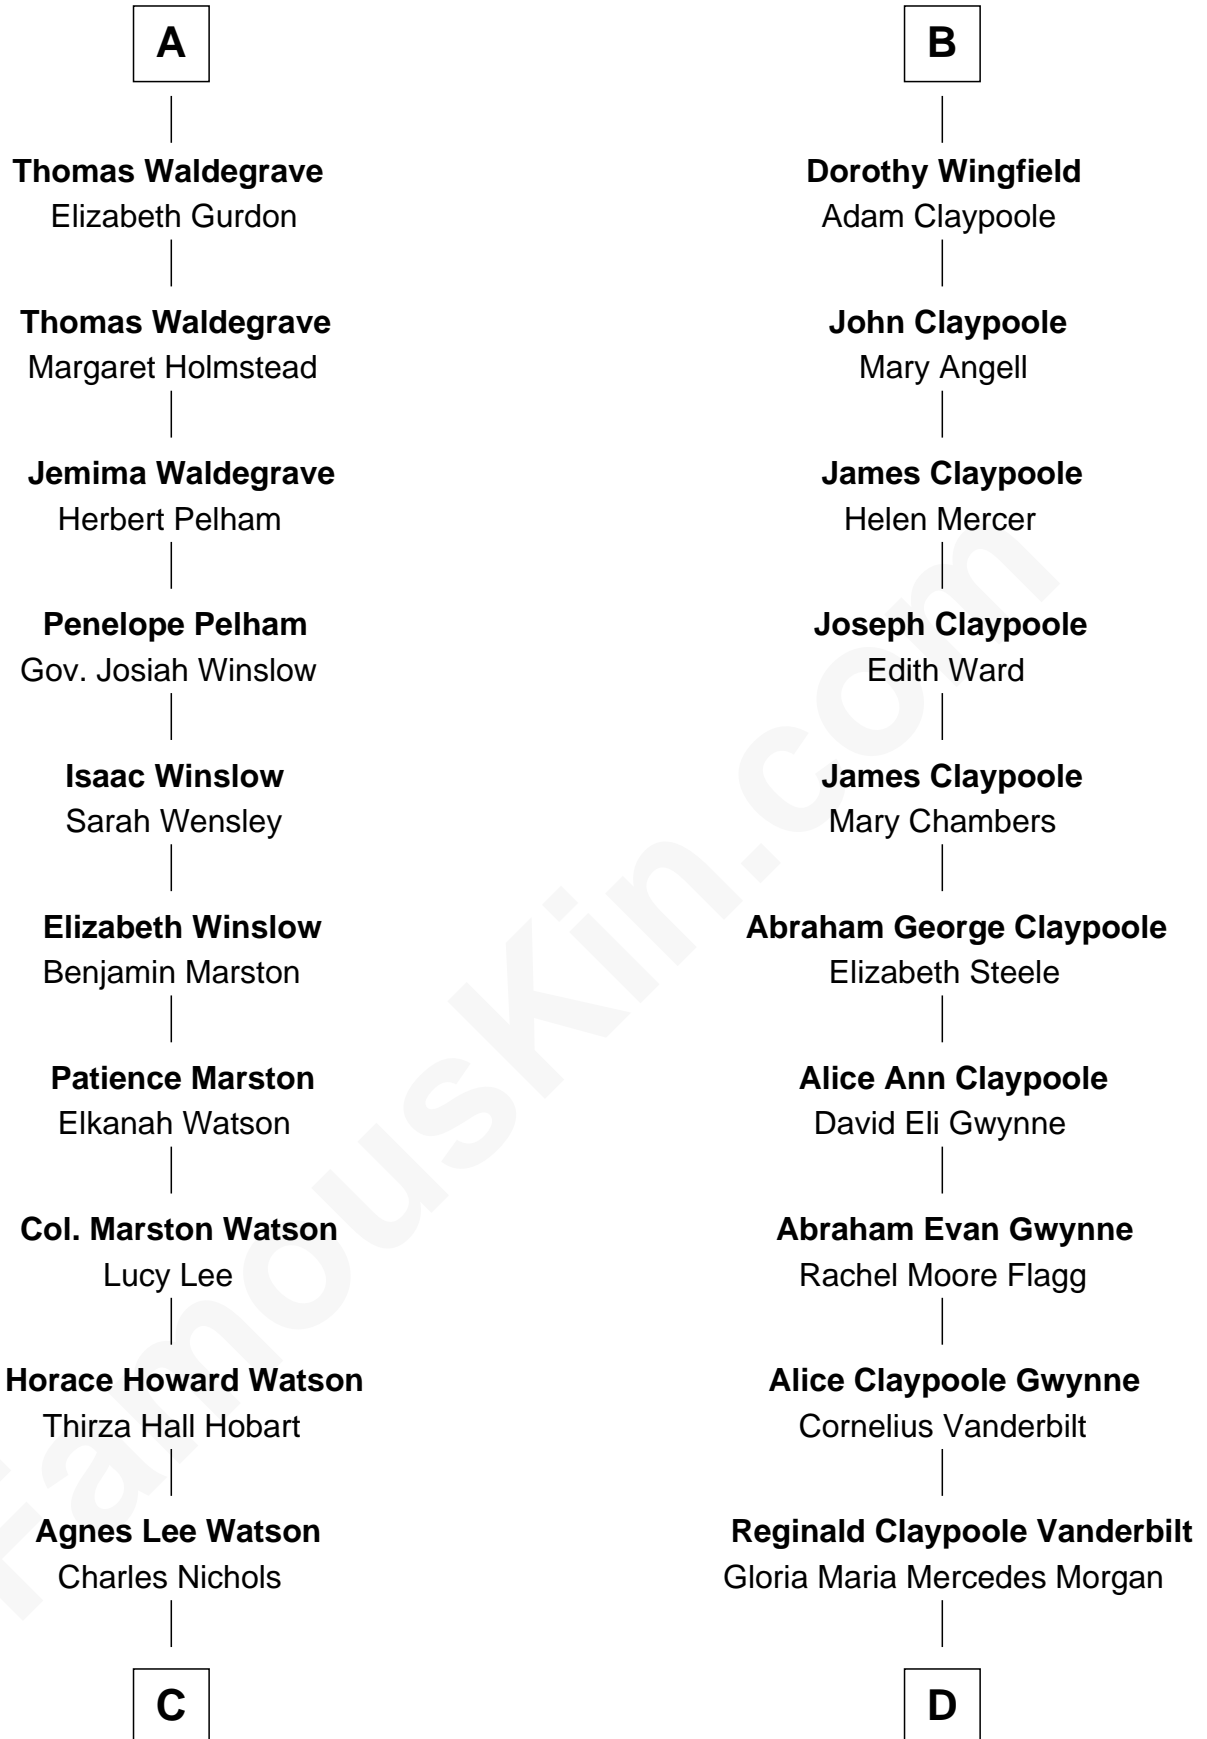 A
Thomas Waldegrave
Elizabeth Gurdon
Thomas Waldegrave
Margaret Holmstead
Jemima Waldegrave
Herbert Pelham
Penelope Pelham
Gov. Josiah Winslow
Isaac Winslow
Sarah Wensley
Elizabeth Winslow
Benjamin Marston
Patience Marston
Elkanah Watson
Col. Marston Watson
Lucy Lee
Horace Howard Watson
Thirza Hall Hobart
Agnes Lee Watson
Charles Nichols
C
B
Dorothy Wingfield
Adam Claypoole
John Claypoole
Mary Angell
James Claypoole
Helen Mercer
Joseph Claypoole
Edith Ward
James Claypoole
Mary Chambers
Abraham George Claypoole
Elizabeth Steele
Alice Ann Claypoole
David Eli Gwynne
Abraham Evan Gwynne
Rachel Moore Flagg
Alice Claypoole Gwynne
Cornelius Vanderbilt
Reginald Claypoole Vanderbilt
Gloria Maria Mercedes Morgan
D
FamousKin.com